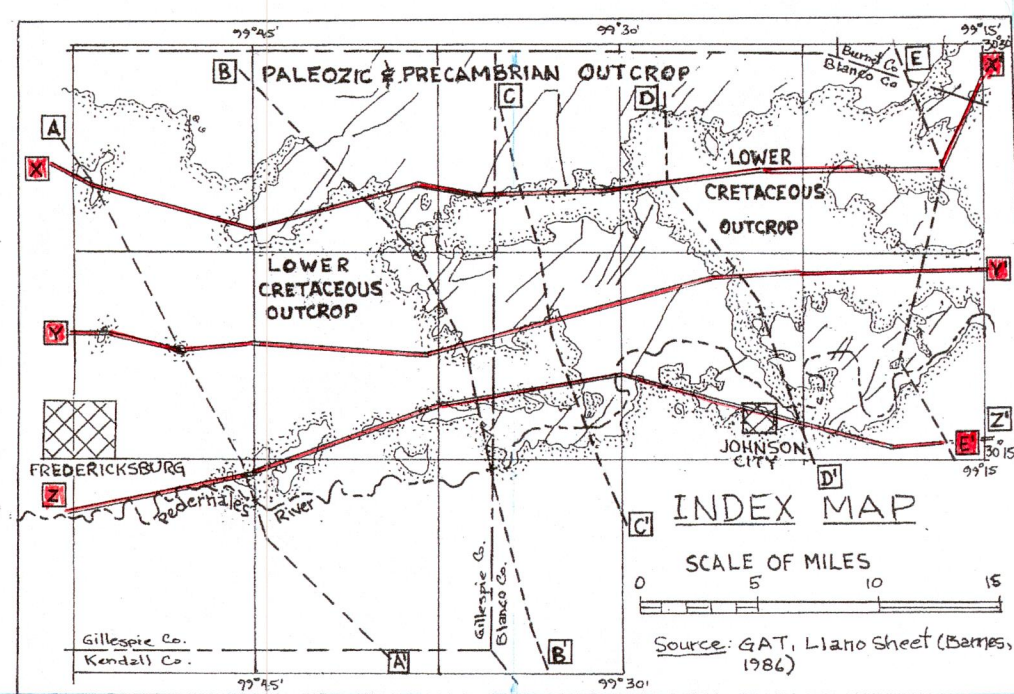 99°45' 99°30' 99°15'
30°30'
B PALEOZIC & PRECAMBRIAN OUTCROP
Burnet Co
Blanco Co
E
X'
C
D
A
X
LOWER
CRETACEOUS
OUTCROP
LOWER
CRETACEOUS
OUTCROP
Y'
Y
Z'
30°15
99°15
E'
JOHNSON
CITY
D'
FREDERICKSBURG
Z
Pedernales River
C'
INDEX MAP
SCALE OF MILES
0 5 10 15
Gillespie Co.
Blanco Co.
Source: GAT, Llano Sheet (Barnes,
1986)
Gillespie Co.
Kendall Co.
A'
B'
99°45' 99°30'